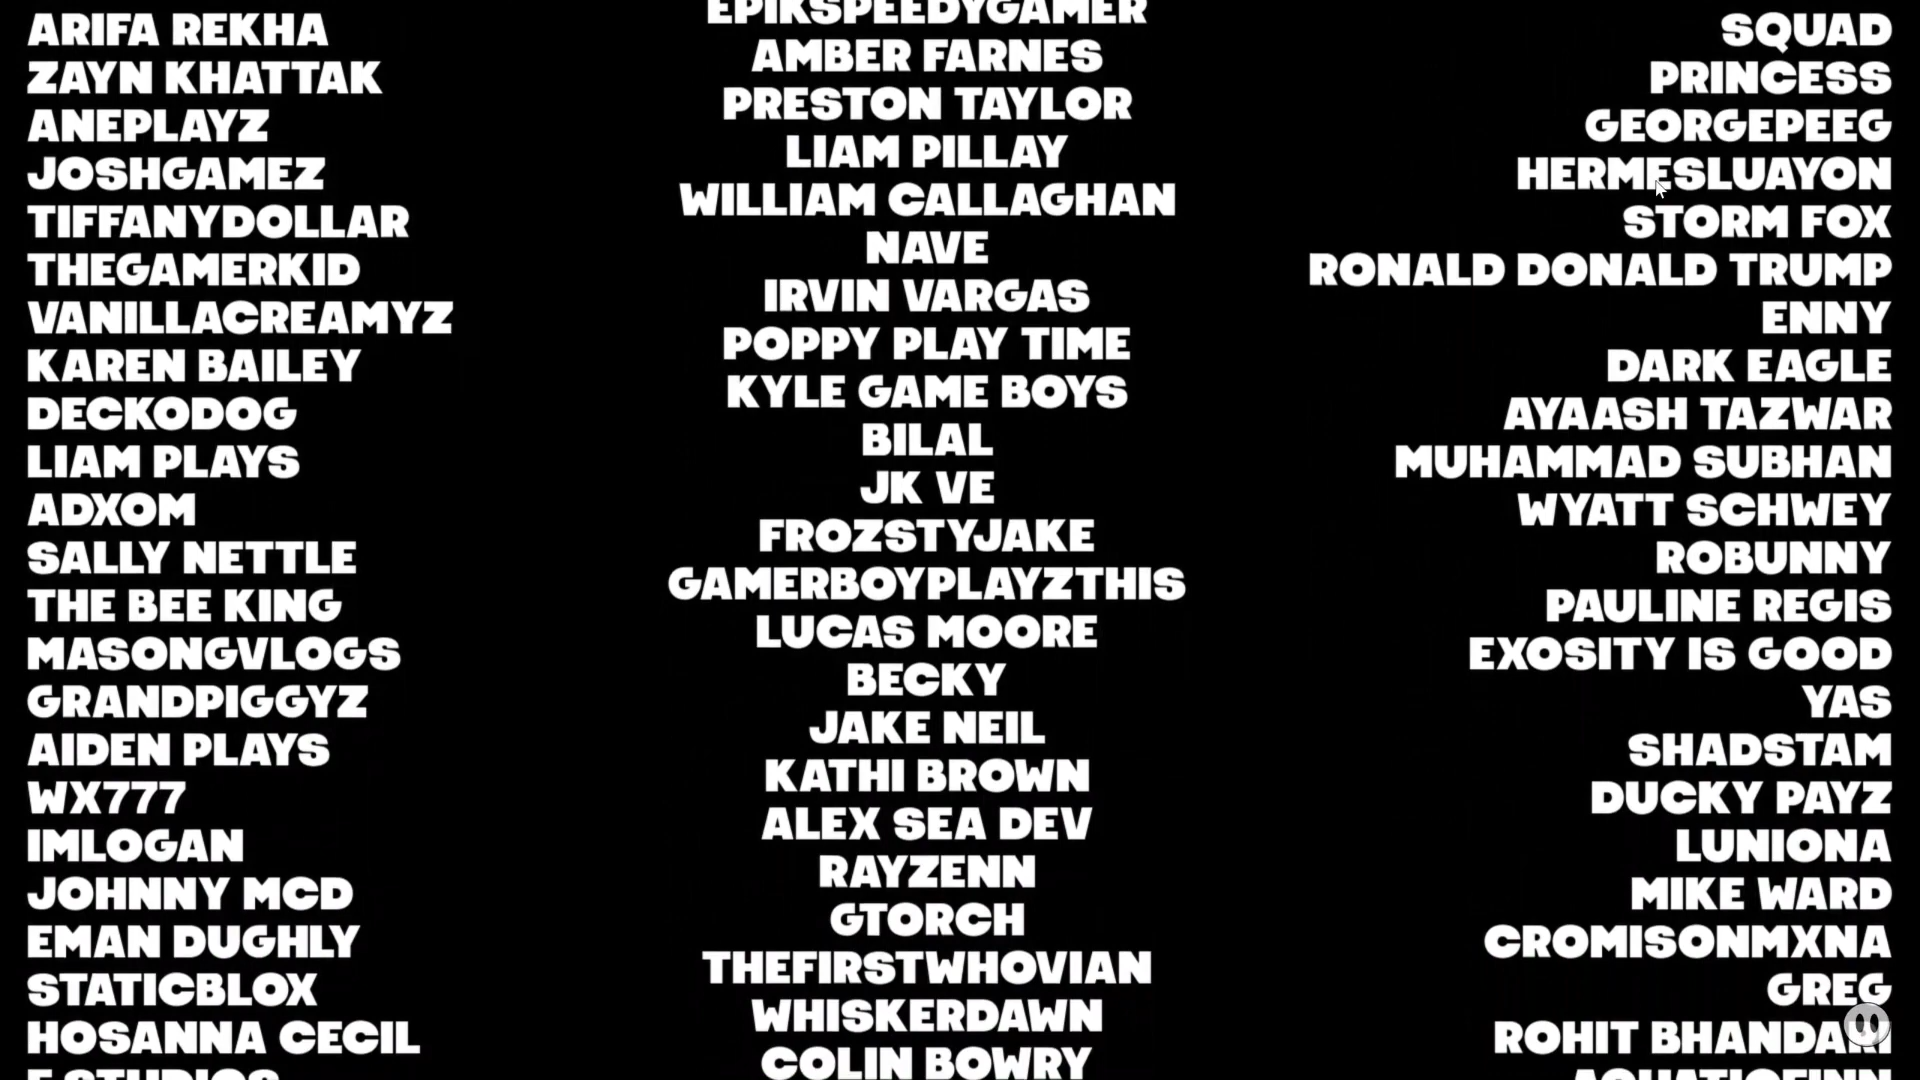 ARIFA REKHA
ZAYN KHATTAK
ANEPLAYZ
JOSHGAMEZ
TIFFANYDOLLAR
THEGAMERKID
VANILLACREAMYZ
KAREN BAILEY
DECKODOG
LIAM PLAYS
ADXOM
SALLY NETTLE
THE BEE KING
MASONGVLOGS
GRANDPIGGYZ
AIDEN PLAYS
WX777
IMLOGAN
JOHNNY MCD
EMAN DUGHLY
STATICBLOX
HOSANNA CECIL
EPIKSPEEDYGAMER
AMBER FARNES
PRESTON TAYLOR
LIAM PILLAY
WILLIAM CALLAGHAN
NAVE
IRVIN VARGAS
POPPY PLAY TIME
KYLE GAME BOYS
BILAL
JK VE
FROZSTYJAKE
GAMERBOYPLAYZTHIS
LUCAS MOORE
BECKY
JAKE NEIL
KATHI BROWN
ALEX SEA DEV
RAYZENN
GTORCH
THEFIRSTWHOVIAN
WHISKERDAWN
COLIN BOWRY
SQUAD
PRINCESS
GEORGEPEEG
HERMESLUAYON
STORM FOX
RONALD DONALD TRUMP
ENNY
DARK EAGLE
AYAASH TAZWAR
MUHAMMAD SUBHAN
WYATT SCHWEY
ROBUNNY
PAULINE REGIS
EXOSITY IS GOOD
YAS
SHADSTAM
DUCKY PAYZ
LUNIONA
MIKE WARD
CROMISONMXNA
GREG
ROHIT BHANDARI